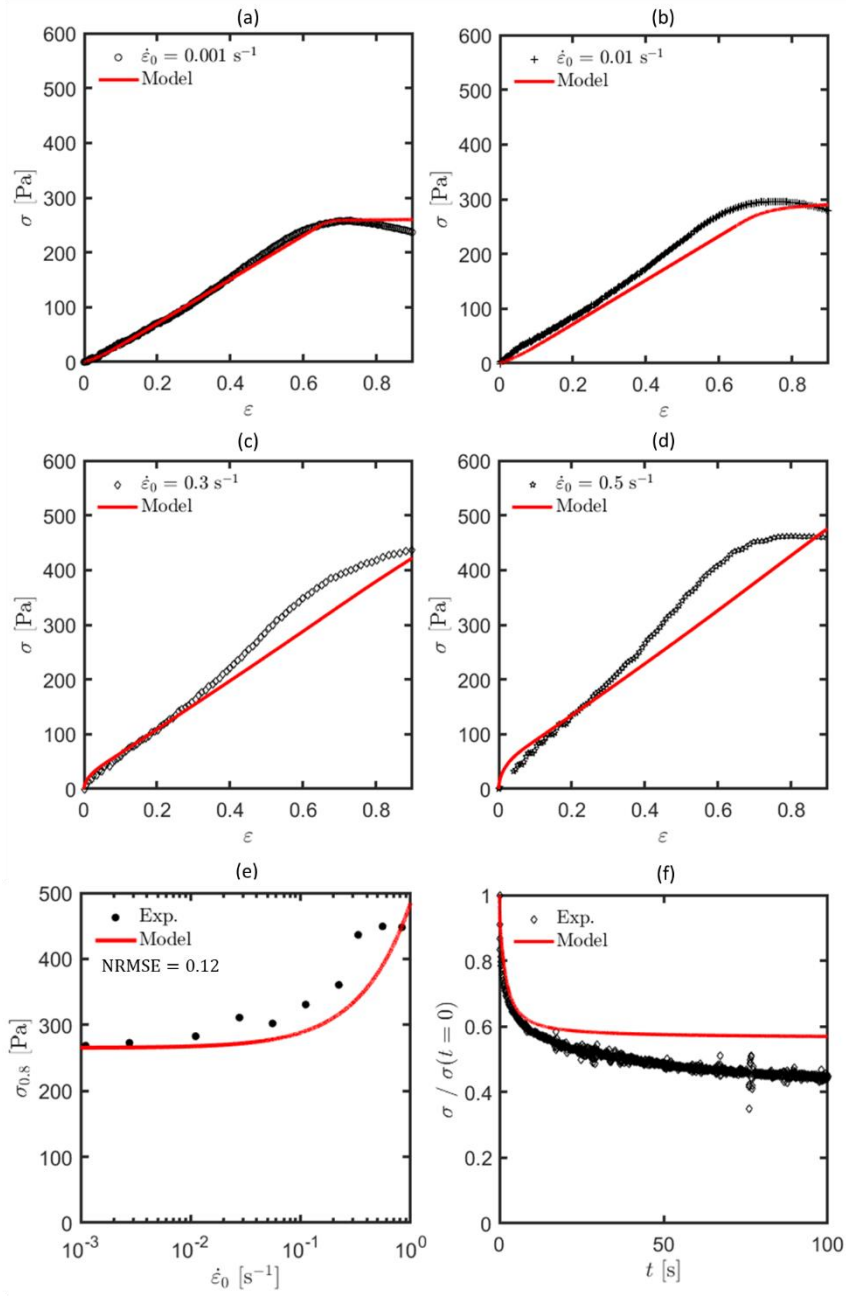 (a)
ε̇₀ = 0.001 s⁻¹
Model
600
500
400
300
200
100
0
σ [Pa]
0 0.2 0.4 0.6 0.8
ε
(b)
ε̇₀ = 0.01 s⁻¹
Model
600
500
400
300
200
100
0
σ [Pa]
0 0.2 0.4 0.6 0.8
ε
(c)
ε̇₀ = 0.3 s⁻¹
Model
600
500
400
300
200
100
0
σ [Pa]
0 0.2 0.4 0.6 0.8
ε
(d)
ε̇₀ = 0.5 s⁻¹
Model
600
500
400
300
200
100
0
σ [Pa]
0 0.2 0.4 0.6 0.8
ε
(e)
Exp.
Model
NRMSE = 0.12
500
400
300
200
100
0
σ₀.₈ [Pa]
10⁻³ 10⁻² 10⁻¹ 10⁰
ε̇₀ [s⁻¹]
(f)
Exp.
Model
1
0.8
0.6
0.4
0.2
0
σ / σ(t = 0)
0 50 100
t [s]